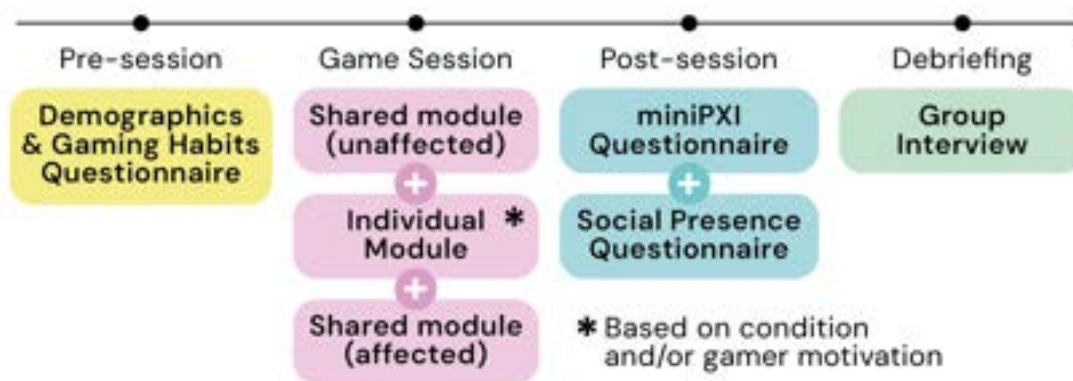 Pre-session
Game Session
Post-session
Debriefing
Demographics
& Gaming Habits
Questionnaire
Shared module
(unaffected)
+
Individual *
Module
+
Shared module
(affected)
miniPXI
Questionnaire
+
Social Presence
Questionnaire
Group
Interview
* Based on condition
and/or gamer motivation